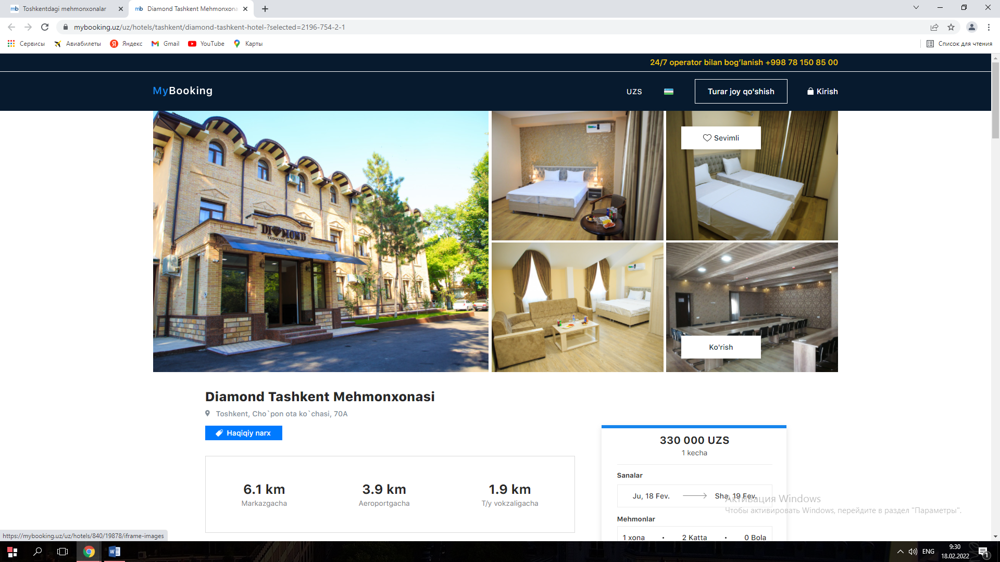 Toshkentdagi mehmonxonalar
Diamond Tashkent Mehmonxona
mybooking.uz/uz/hotels/tashkent/diamond-tashkent-hotel-?selected=2196-754-2-1
Сервисы
Авиабилеты
Яндекс
Gmail
YouTube
Карты
Список для чтения
24/7 operator bilan bog‘lanish +998 78 150 85 00
MyBooking
UZS
Turar joy qo'shish
Kirish
Sevimli
DIAMOND
TASHKENT HOTEL
Ko'rish
Diamond Tashkent Mehmonxonasi
Toshkent, Cho`pon ota ko`chasi, 70A
Haqiqiy narx
330 000 UZS
1 kecha
6.1 km
Markazgacha
3.9 km
Aeroportgacha
1.9 km
T/y vokzaligacha
Sanalar
Ju, 18 Fev.
Sha, 19 Fev.
Mehmonlar
1 xona • 2 Katta • 0 Bola
Активация Windows
Чтобы активировать Windows, перейдите в раздел "Параметры".
https://mybooking.uz/uz/hotels/840/19878/iframe-images
ENG
9:30
18.02.2022
1